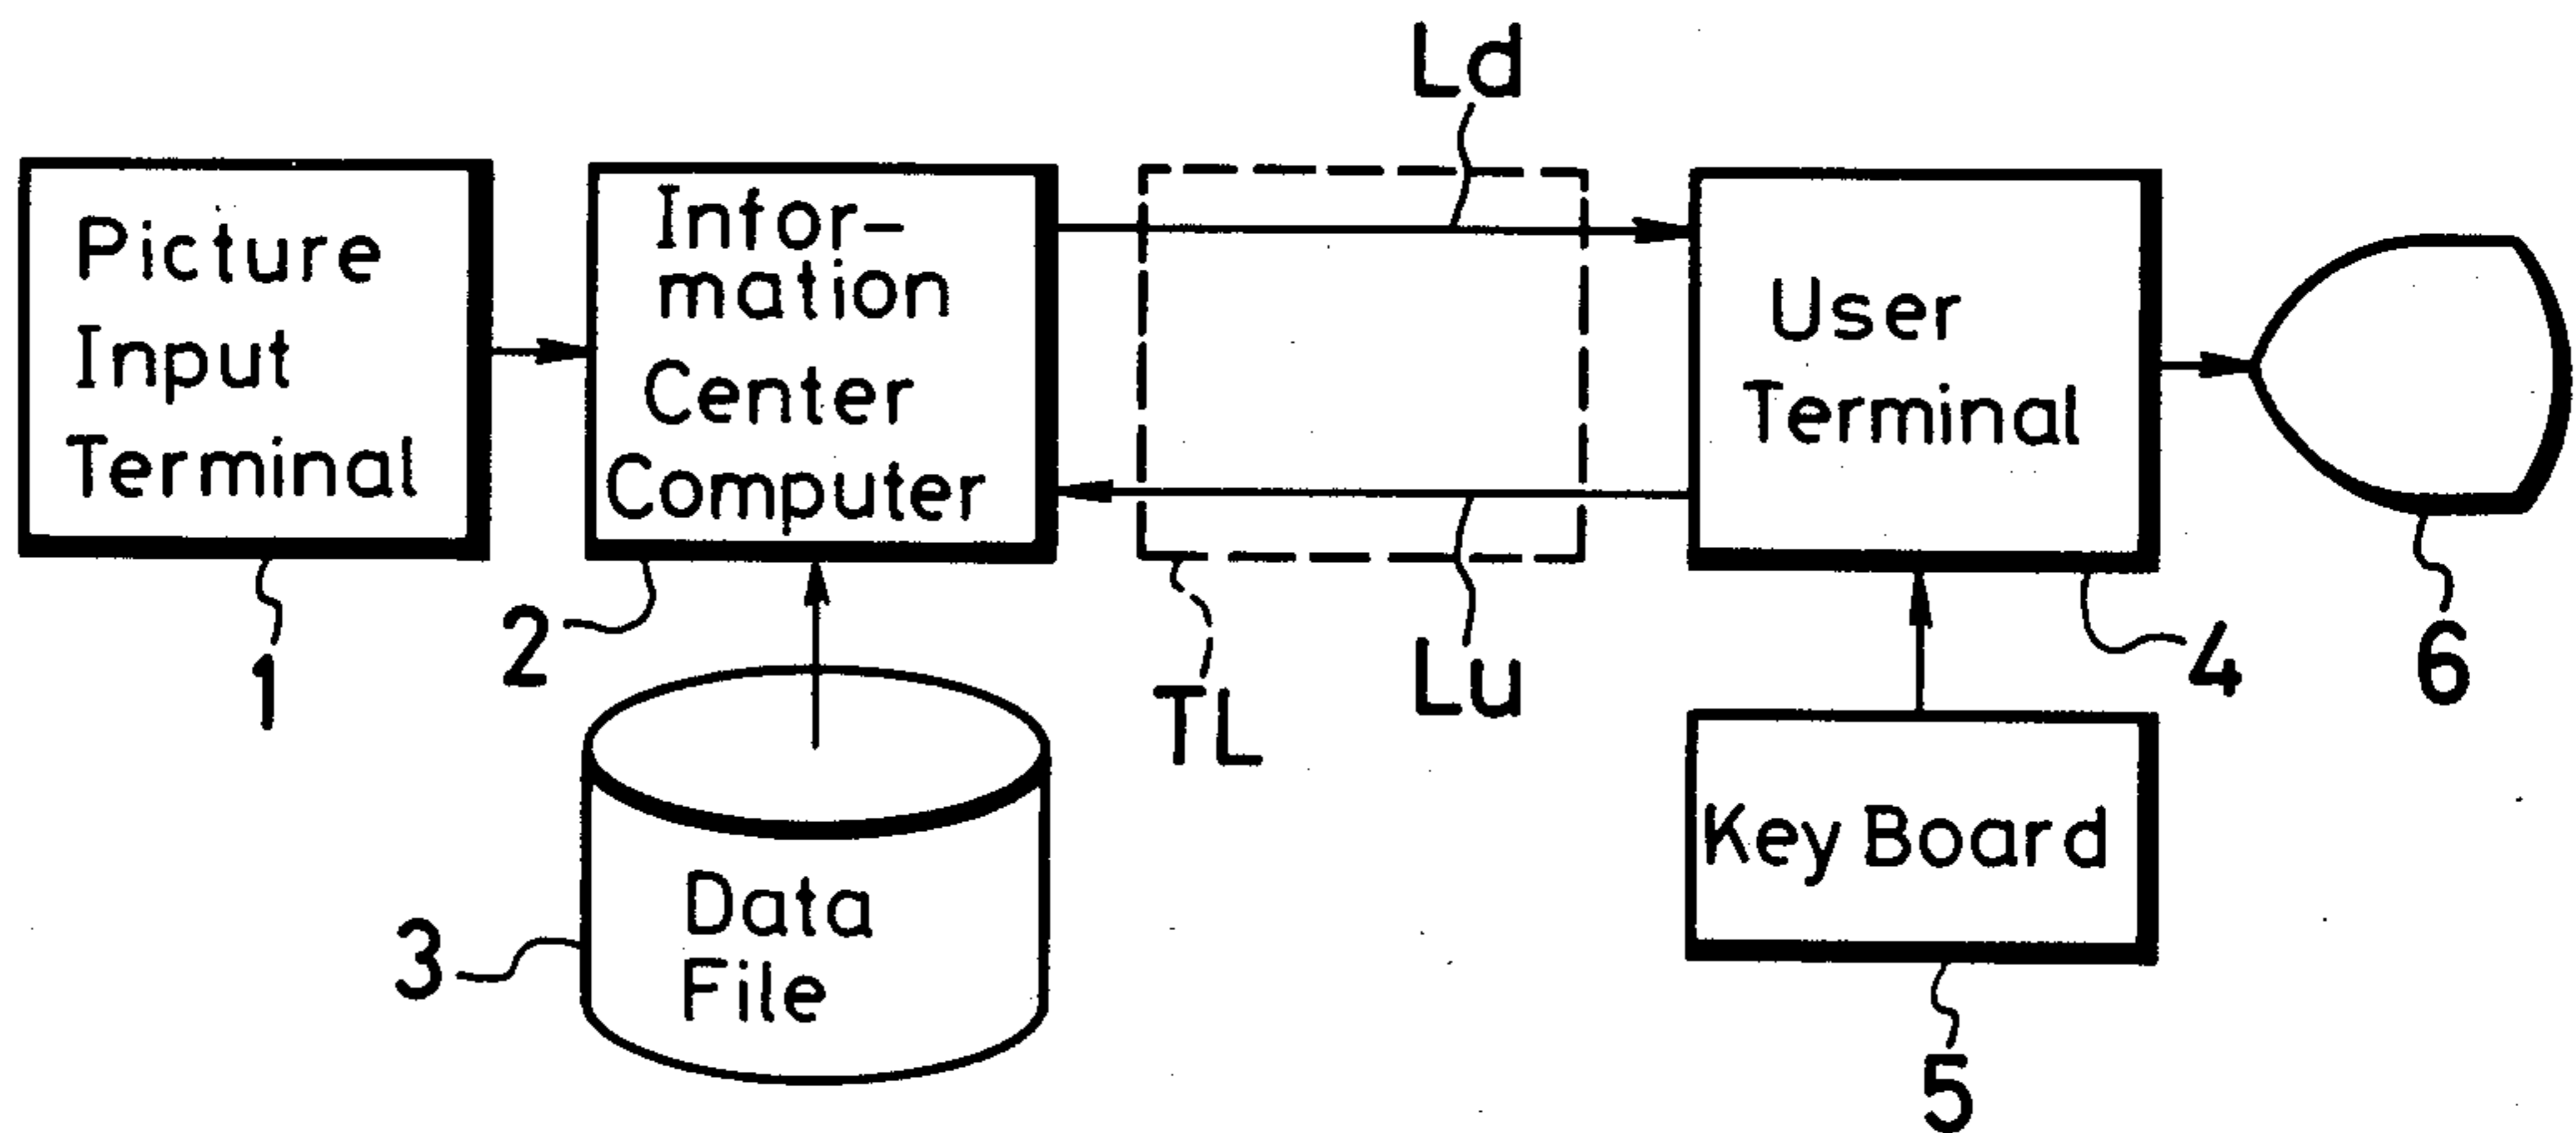 Ld
Picture
Input
Terminal
Infor-
mation
Center
Computer
User
Terminal
1
2
TL
Lu
4
6
Data
File
3
Key Board
5